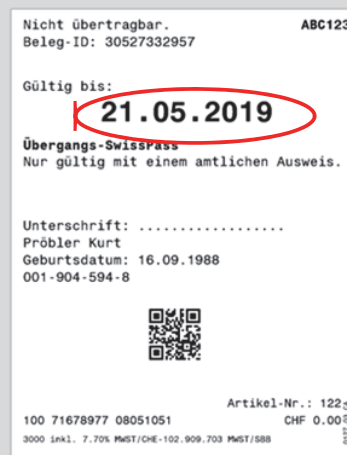 Nicht übertragbar. ABC123
Beleg-ID: 30527332957
Gültig bis:
21.05.2019
Übergangs-SwissPass
Nur gültig mit einem amtlichen Ausweis.
Unterschrift: ..................
Pröbler Kurt
Geburtsdatum: 16.09.1988
001-904-594-8
Artikel-Nr.: 122
100 71678977 08051051 CHF 0.00
3000 inkl. 7.70% MWST/CHE-102.909.703 MWST/SBB